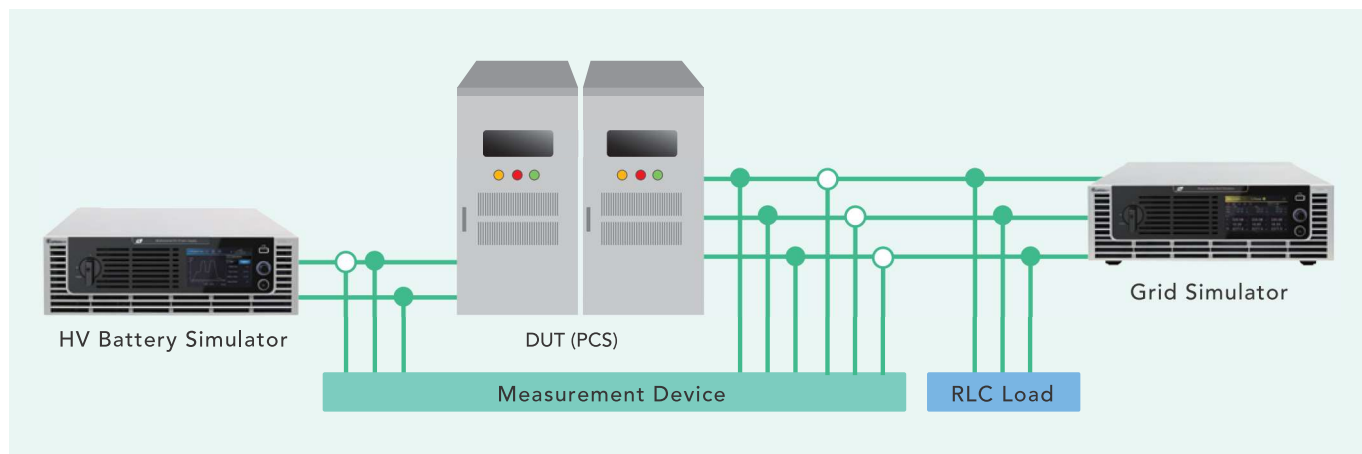 HV Battery Simulator
DUT (PCS)
Grid Simulator
Measurement Device
RLC Load